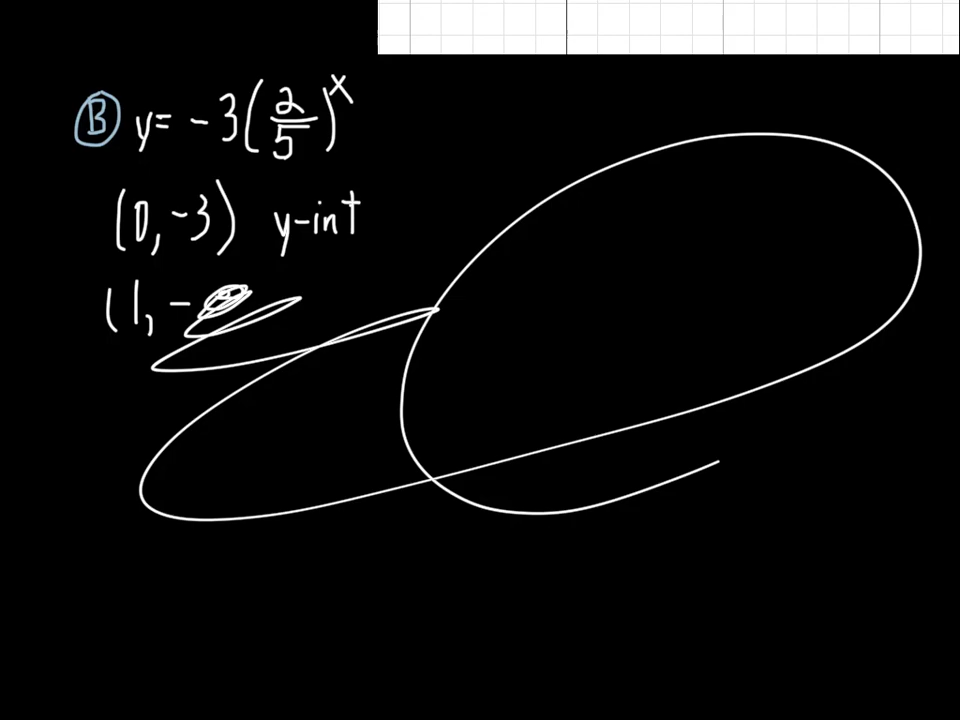 B y = -3(2/5)^x
(0, -3) y-int
(1, -